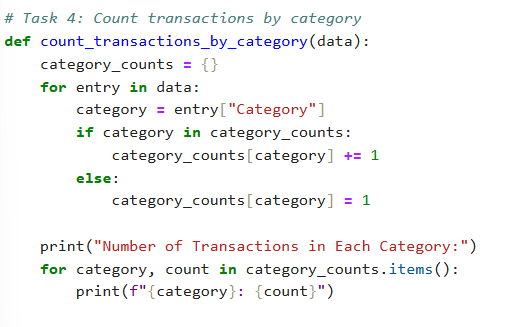 # Task 4: Count transactions by category
def count_transactions_by_category(data):
    category_counts = {}
    for entry in data:
        category = entry["Category"]
        if category in category_counts:
            category_counts[category] += 1
        else:
            category_counts[category] = 1

    print("Number of Transactions in Each Category:")
    for category, count in category_counts.items():
        print(f"{category}: {count}")